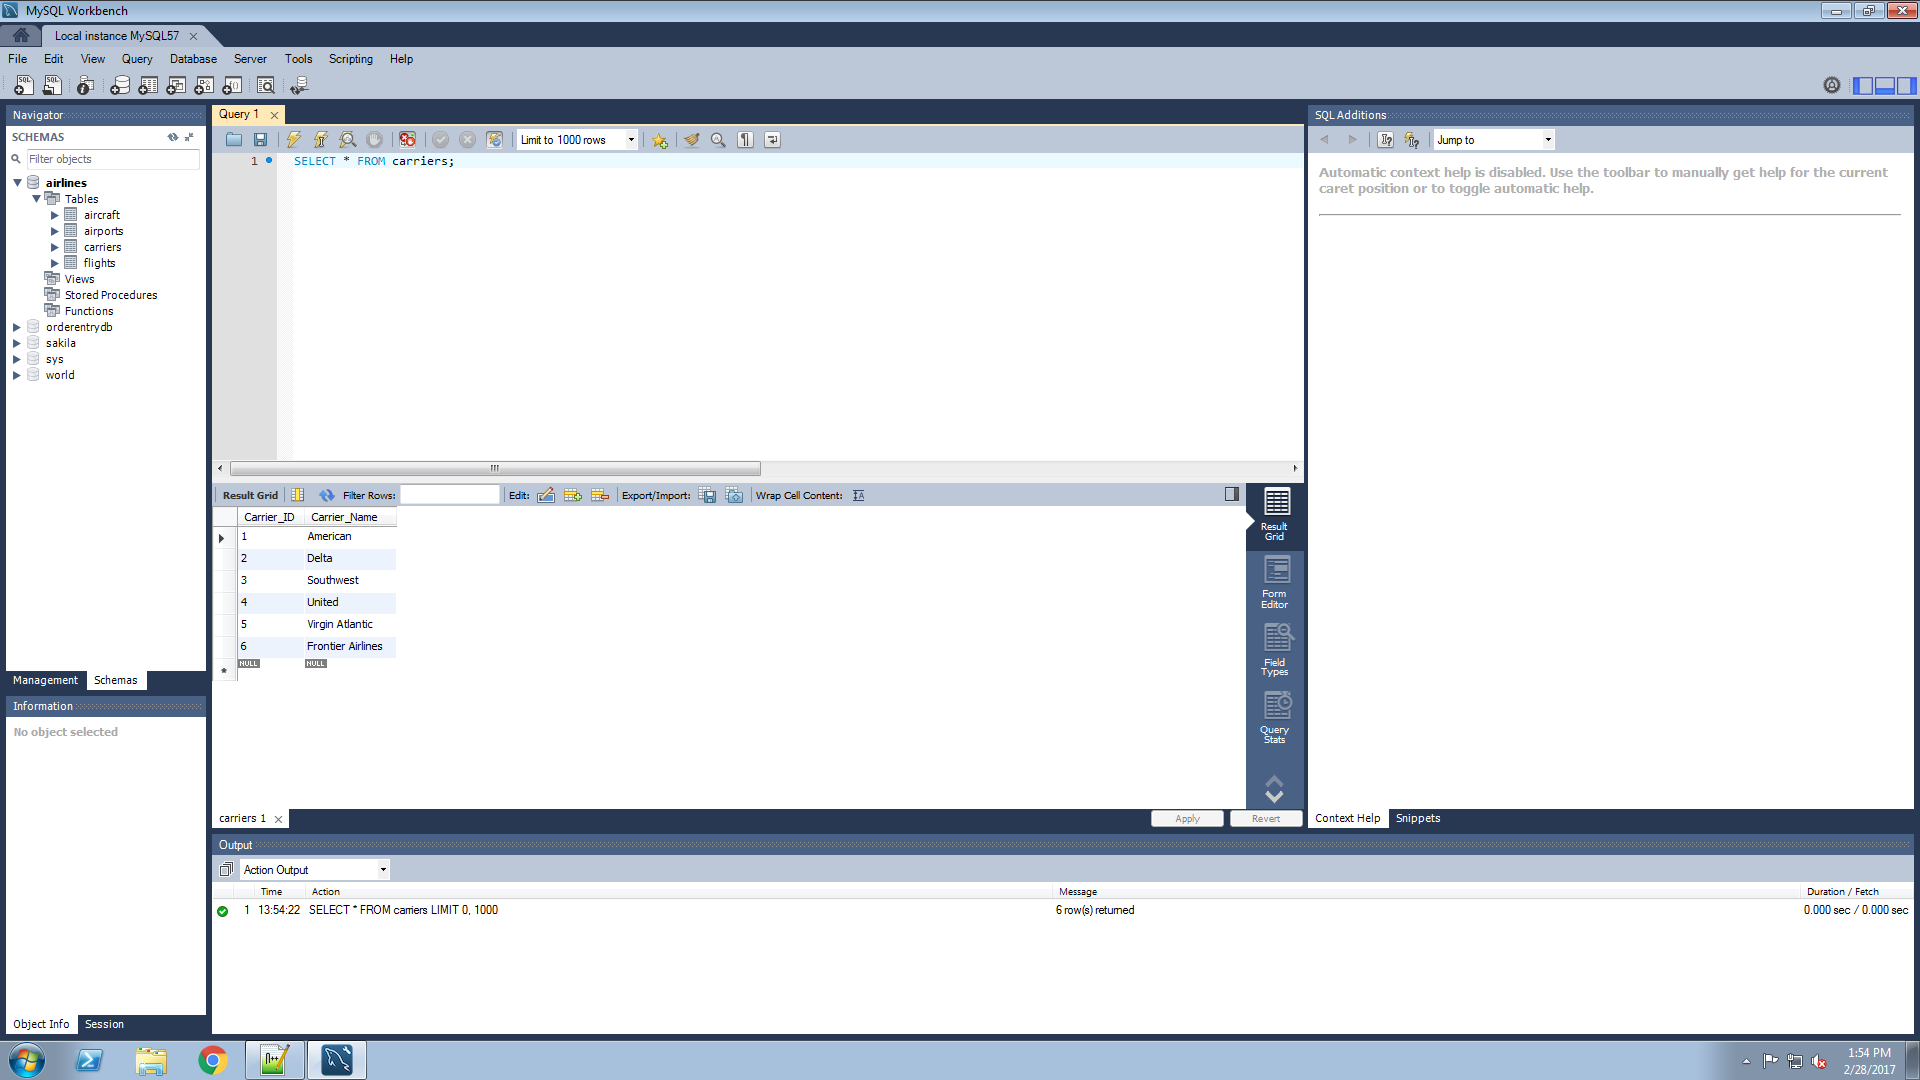 MySQL Workbench
Local instance MySQL57
File Edit View Query Database Server Tools Scripting Help
Navigator
SCHEMAS
Filter objects
airlines
Tables
aircraft
airports
carriers
flights
Views
Stored Procedures
Functions
orderentrydb
sakila
sys
world
Management Schemas
Information
No object selected
Object Info Session
Query 1
Limit to 1000 rows
1 SELECT * FROM carriers;
Result Grid Filter Rows: Edit: Export/Import: Wrap Cell Content:
Carrier_ID Carrier_Name
1 American
2 Delta
3 Southwest
4 United
5 Virgin Atlantic
6 Frontier Airlines
NULL NULL
Result
Grid
Form
Editor
Field
Types
Query
Stats
carriers 1
Apply Revert
SQL Additions
Jump to
Automatic context help is disabled. Use the toolbar to manually get help for the current
caret position or to toggle automatic help.
Context Help Snippets
Output
Action Output
Time Action Message Duration / Fetch
1 13:54:22 SELECT * FROM carriers LIMIT 0, 1000 6 row(s) returned 0.000 sec / 0.000 sec
1:54 PM
2/28/2017